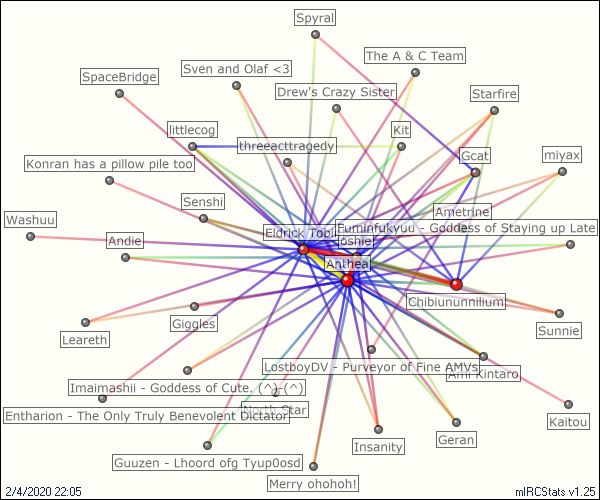 Spyral
The A & C Team
Sven and Olaf <3
SpaceBridge
Drew's Crazy Sister
Starfire
littlecog
Kit
threeacttragedy
Gcat
miyax
Konran has a pillow pile too
Senshi
Ametrine
Washuu
Eldrick Tobi
Fuminfukyuu - Goddess of Staying up Late
Andie
Joshiel
Anthea
Chibiununnilium
Giggles
Sunnie
Leareth
LostboyDV - Purveyor of Fine AMVs
Ami Kintaro
Imaimashii - Goddess of Cute. (^)-(^)
North Star
Entharion - The Only Truly Benevolent Dictator
Kaitou
Insanity
Geran
Guuzen - Lhoord ofg Tyup0osd
Merry ohohoh!
2/4/2020 22:05
mIRCStats v1.25